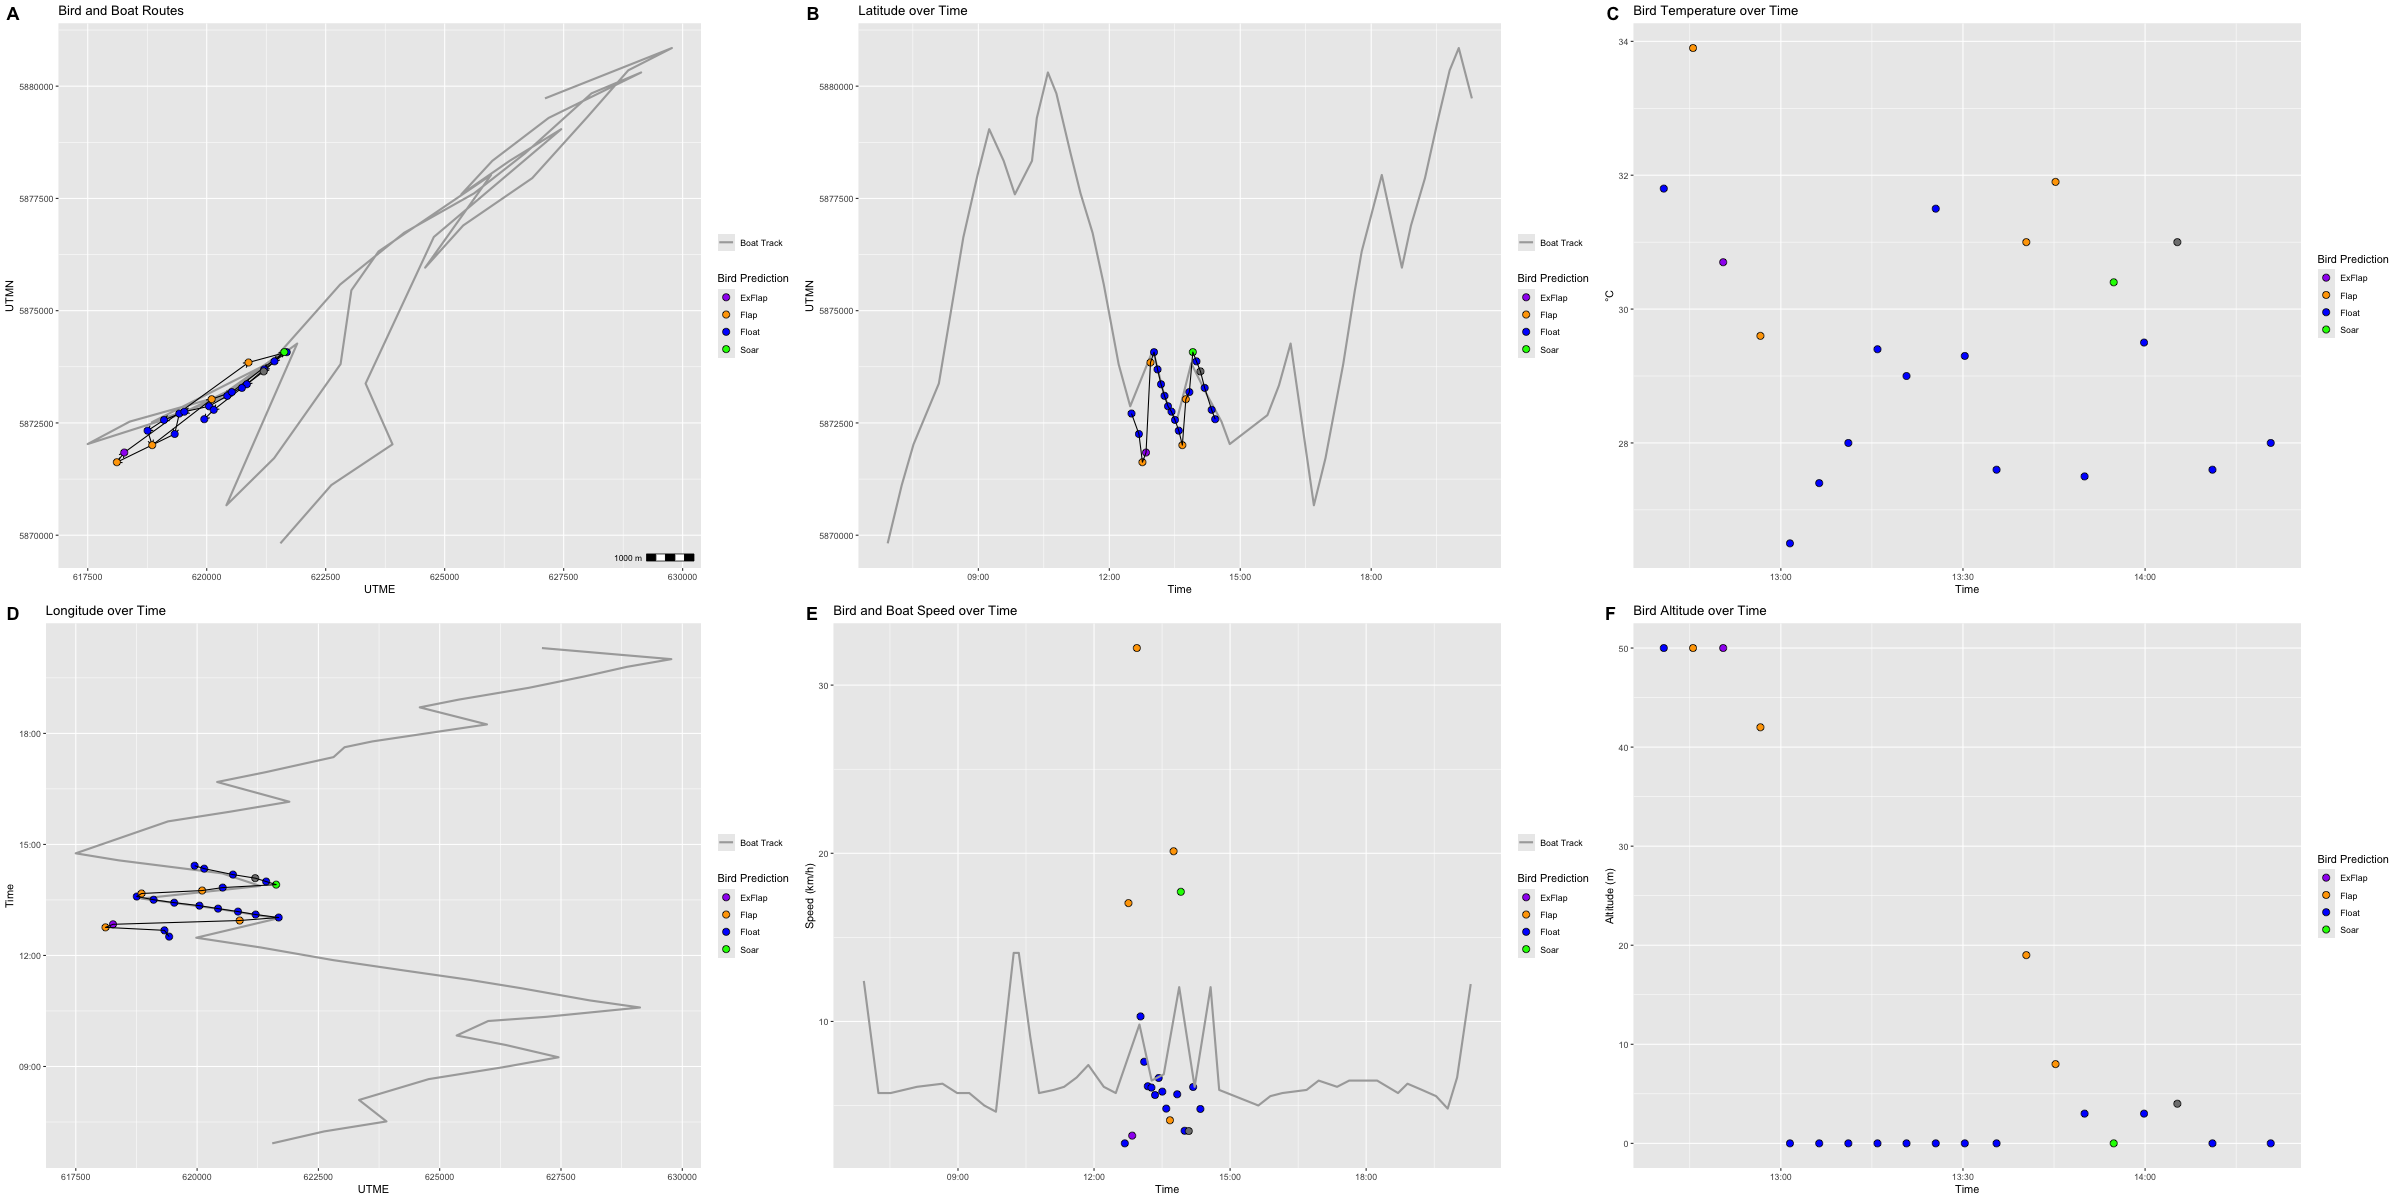 A Bird and Boat Routes
UTMN
5880000
5877500
5875000
5872500
5870000
1000 m
617500 620000 622500 625000 627500 630000
UTME
Boat Track
Bird Prediction
ExFlap
Flap
Float
Soar
B Latitude over Time
UTMN
5880000
5877500
5875000
5872500
5870000
09:00 12:00 15:00 18:00
Time
Boat Track
Bird Prediction
ExFlap
Flap
Float
Soar
C Bird Temperature over Time
°C
34
32
30
28
13:00 13:30 14:00
Time
Bird Prediction
ExFlap
Flap
Float
Soar
D Longitude over Time
Time
18:00
15:00
12:00
09:00
617500 620000 622500 625000 627500 630000
UTME
Boat Track
Bird Prediction
ExFlap
Flap
Float
Soar
E Bird and Boat Speed over Time
Speed (km/h)
30
20
10
09:00 12:00 15:00 18:00
Time
Boat Track
Bird Prediction
ExFlap
Flap
Float
Soar
F Bird Altitude over Time
Altitude (m)
50
40
30
20
10
0
13:00 13:30 14:00
Time
Bird Prediction
ExFlap
Flap
Float
Soar